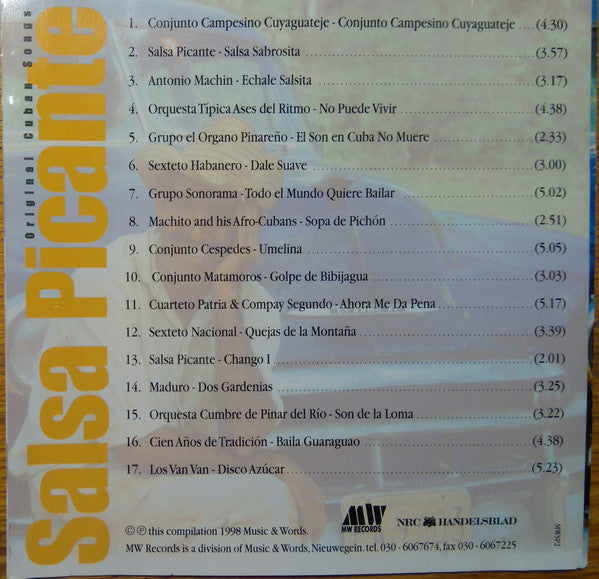 Original Cuban Songs
Salsa Picante
1. Conjunto Campesino Cuyaguateje - Conjunto Campesino Cuyaguateje ....(4.30)
2. Salsa Picante - Salsa Sabrosita ....(3.57)
3. Antonio Machin - Echale Salsita ....(3.17)
4. Orquesta Típica Ases del Ritmo - No Puede Vivir ....(4.38)
5. Grupo el Organo Pinareño - El Son en Cuba No Muere ....(2.33)
6. Sexteto Habanero - Dale Suave ....(3.00)
7. Grupo Sonorama - Todo el Mundo Quiere Bailar ....(5.02)
8. Machito and his Afro-Cubans - Sopa de Pichón ....(2.51)
9. Conjunto Cespedes - Umelina ....(5.05)
10. Conjunto Matamoros - Golpe de Bibijagua ....(3.03)
11. Cuarteto Patria & Compay Segundo - Ahora Me Da Pena ....(5.17)
12. Sexteto Nacional - Quejas de la Montaña ....(3.39)
13. Salsa Picante - Chango I ....(2.01)
14. Maduro - Dos Gardenias ....(3.25)
15. Orquesta Cumbre de Pinar del Río - Son de la Loma ....(3.22)
16. Cien Años de Tradición - Baila Guaraguao ....(4.38)
17. Los Van Van - Disco Azúcar ....(5.23)
MW
MW RECORDS
NRC HANDELSBLAD
MWSP2
© ℗ this compilation 1998 Music & Words.
MW Records is a division of Music & Words, Nieuwegein. tel. 030 - 6067674, fax 030 - 6067225